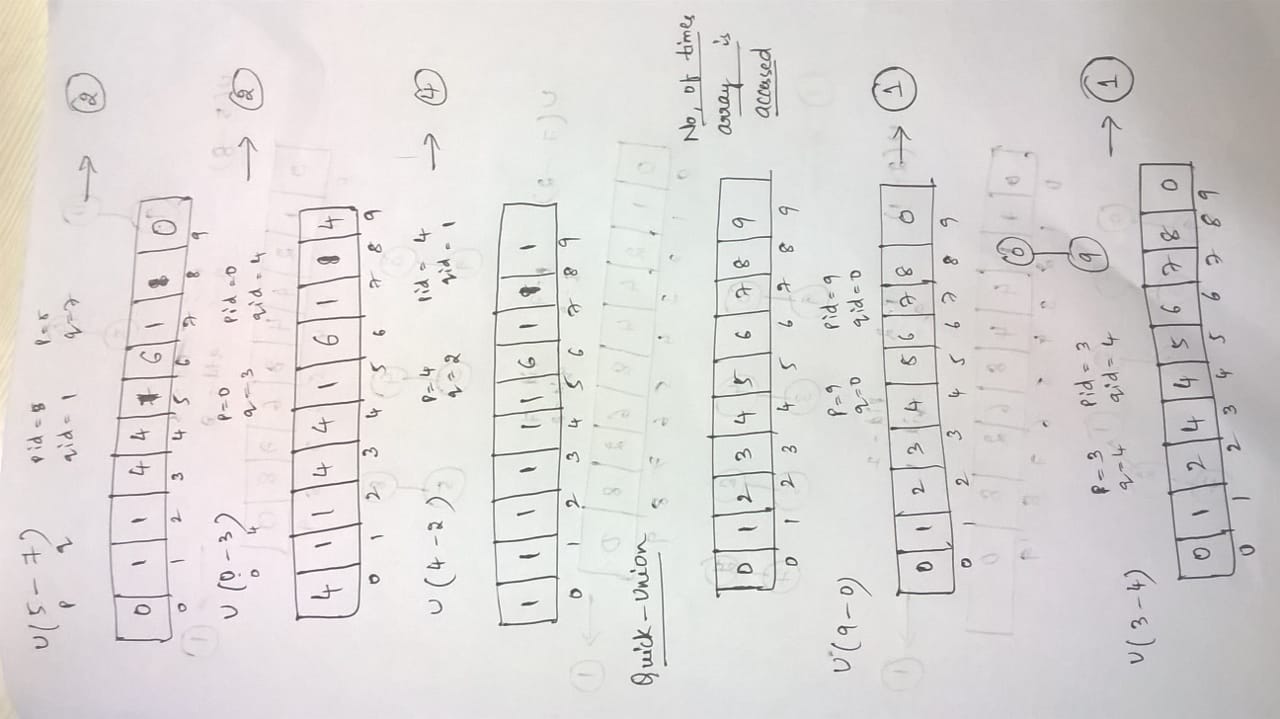 U(5-7) pid = 8 p=5 → 2
p q qid = 1 q=7
0 1 1 4 4 6 1 8 0
0 1 2 3 4 5 6 7 8 9
U(0-3) p=0 pid=0 → 2
0 4 q=3 qid=4
4 1 1 4 4 1 6 1 8 4
0 1 2 3 4 5 6 7 8 9
U(4-2) p=4 pid=4 → 4
q=2 qid=1
1 1 1 1 1 1 6 1 8 1
0 1 2 3 4 5 6 7 8 9
Quick-Union
No, of times
array is
accessed
0 1 2 3 4 5 6 7 8 9
0 1 2 3 4 5 6 7 8 9
U(9-0) p=9 pid=9 → 1
q=0 qid=0
0 1 2 3 4 5 6 7 8 0
0 1 2 3 4 5 6 7 8 9
0
9
U(3-4) p=3 pid=3 → 1
q=4 qid=4
0 1 2 4 4 5 6 7 8 0
0 1 2 3 4 5 6 7 8 9